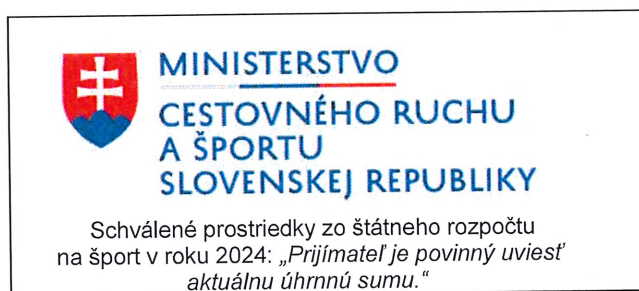 MINISTERSTVO
CESTOVNÉHO RUCHU
A ŠPORTU
SLOVENSKEJ REPUBLIKY
Schválené prostriedky zo štátneho rozpočtu
na šport v roku 2024: „Prijímateľ je povinný uviesť
aktuálnu úhrnnú sumu.“